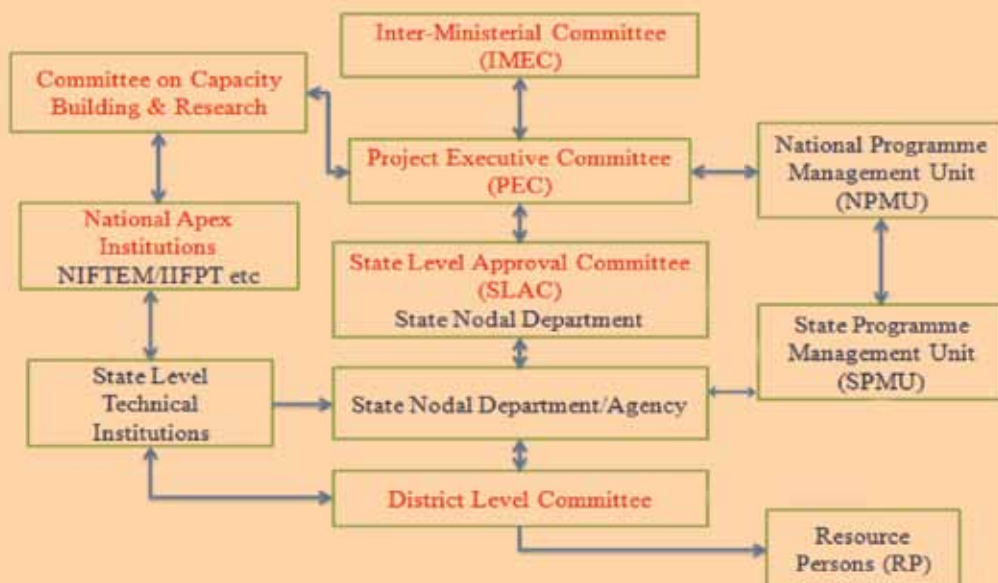 Inter-Ministerial Committee
(IMEC)
Committee on Capacity
Building & Research
Project Executive Committee
(PEC)
National Programme
Management Unit
(NPMU)
National Apex
Institutions
NIFTEM/IIFPT etc
State Level Approval Committee
(SLAC)
State Nodal Department
State Programme
Management Unit
(SPMU)
State Level
Technical
Institutions
State Nodal Department/Agency
District Level Committee
Resource
Persons (RP)